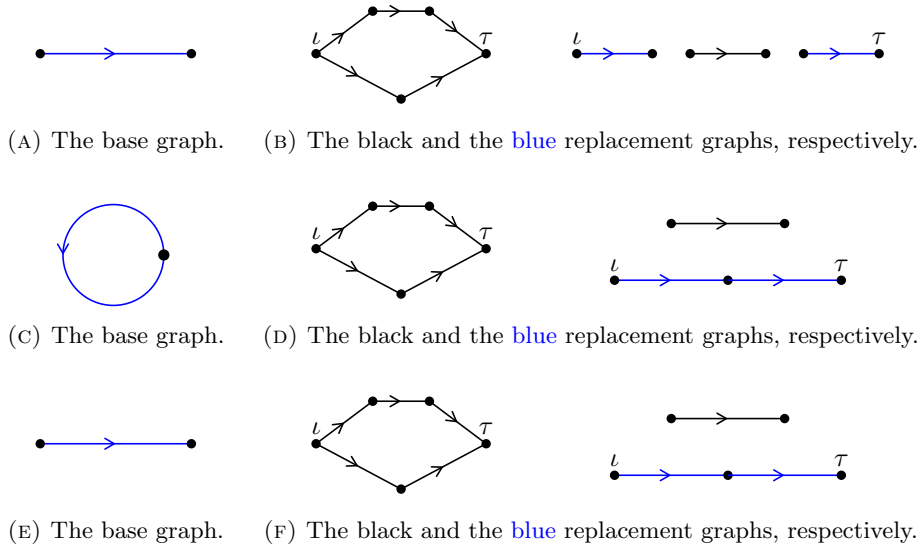 ι τ ι τ
(A) The base graph. (B) The black and the blue replacement graphs, respectively.
ι τ ι τ
(C) The base graph. (D) The black and the blue replacement graphs, respectively.
ι τ ι τ
(E) The base graph. (F) The black and the blue replacement graphs, respectively.